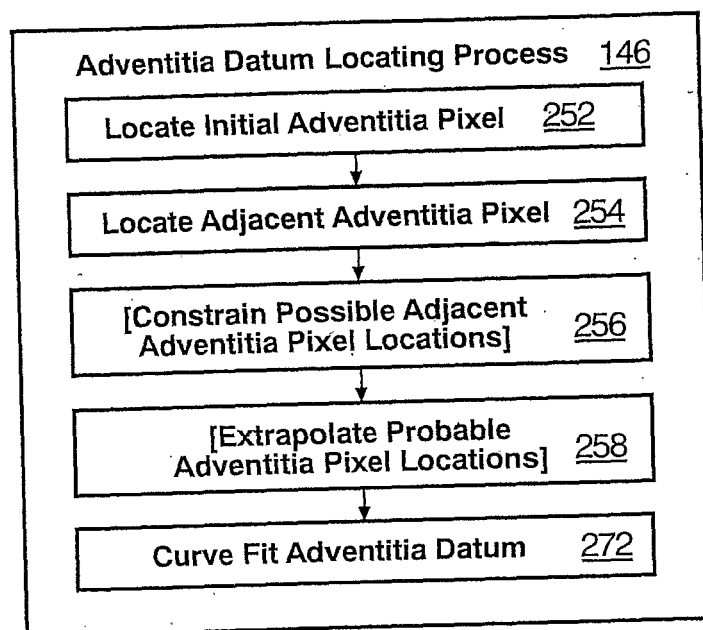 Adventitia Datum Locating Process 146
Locate Initial Adventitia Pixel 252
Locate Adjacent Adventitia Pixel 254
[Constrain Possible Adjacent
Adventitia Pixel Locations] 256
[Extrapolate Probable
Adventitia Pixel Locations] 258
Curve Fit Adventitia Datum 272